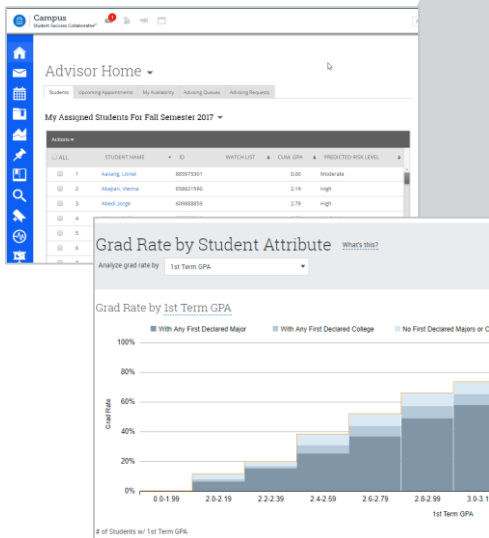 Campus
Student Success Collaborative™
Advisor Home
Students Upcoming Appointments My Availability Advising Queues Advising Requests
My Assigned Students For Fall Semester 2017
Actions
ALL STUDENT NAME ID WATCH LIST CUM. GPA PREDICTED RISK LEVEL
1 Aavang, Lionel 885975301 0.00 Moderate
2 Abapan, Vienna 658621590 2.19 High
3 Abedi, Jorge 609888859 2.79 High
4
5
6
Grad Rate by Student Attribute What's this?
Analyze grad rate by 1st Term GPA
Grad Rate by 1st Term GPA
With Any First Declared Major With Any First Declared College No First Declared Majors or C
100%
80%
60%
40%
20%
0%
Grad Rate
0.0-1.99 2.0-2.19 2.2-2.39 2.4-2.59 2.6-2.79 2.8-2.99 3.0-3.1
1st Term GPA
# of Students w/ 1st Term GPA